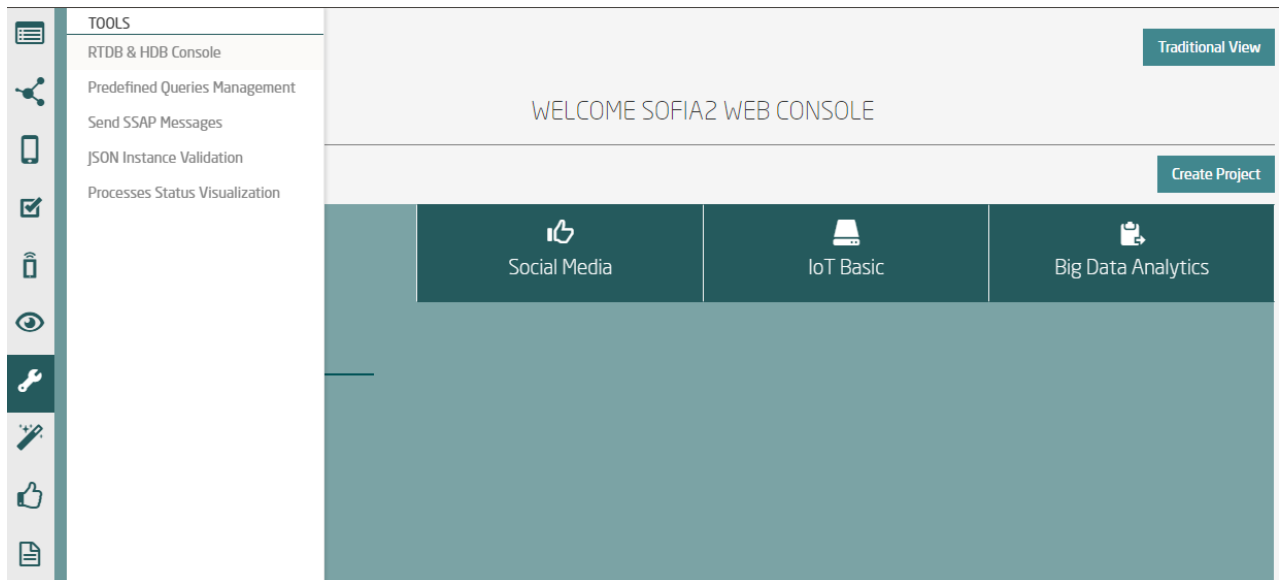 TOOLS
RTDB & HDB Console
Predefined Queries Management
Send SSAP Messages
JSON Instance Validation
Processes Status Visualization
Traditional View
WELCOME SOFIA2 WEB CONSOLE
Create Project
Social Media
IoT Basic
Big Data Analytics